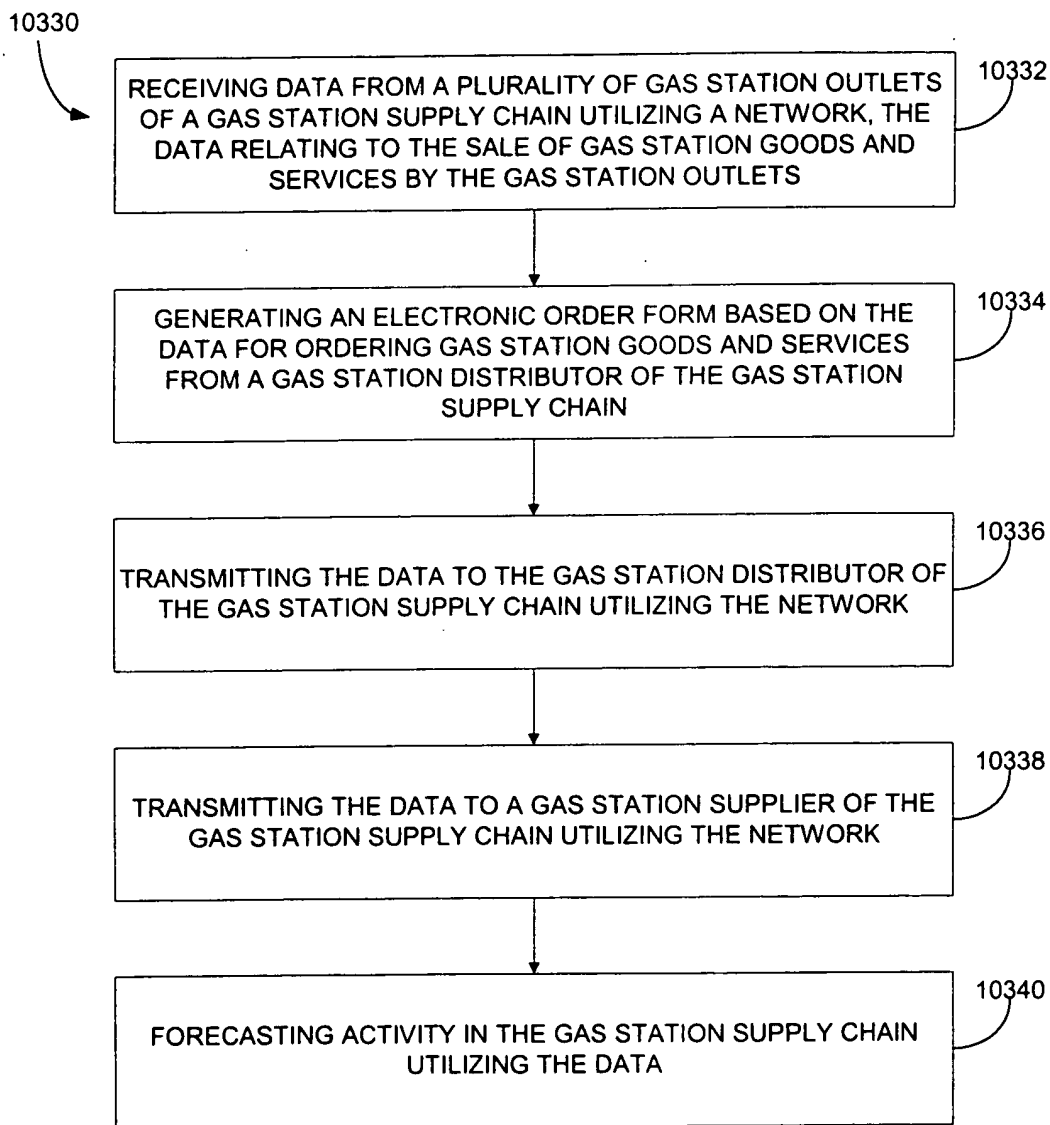 10330
RECEIVING DATA FROM A PLURALITY OF GAS STATION OUTLETS
OF A GAS STATION SUPPLY CHAIN UTILIZING A NETWORK, THE
DATA RELATING TO THE SALE OF GAS STATION GOODS AND
SERVICES BY THE GAS STATION OUTLETS
10332
GENERATING AN ELECTRONIC ORDER FORM BASED ON THE
DATA FOR ORDERING GAS STATION GOODS AND SERVICES
FROM A GAS STATION DISTRIBUTOR OF THE GAS STATION
SUPPLY CHAIN
10334
TRANSMITTING THE DATA TO THE GAS STATION DISTRIBUTOR OF
THE GAS STATION SUPPLY CHAIN UTILIZING THE NETWORK
10336
TRANSMITTING THE DATA TO A GAS STATION SUPPLIER OF THE
GAS STATION SUPPLY CHAIN UTILIZING THE NETWORK
10338
FORECASTING ACTIVITY IN THE GAS STATION SUPPLY CHAIN
UTILIZING THE DATA
10340